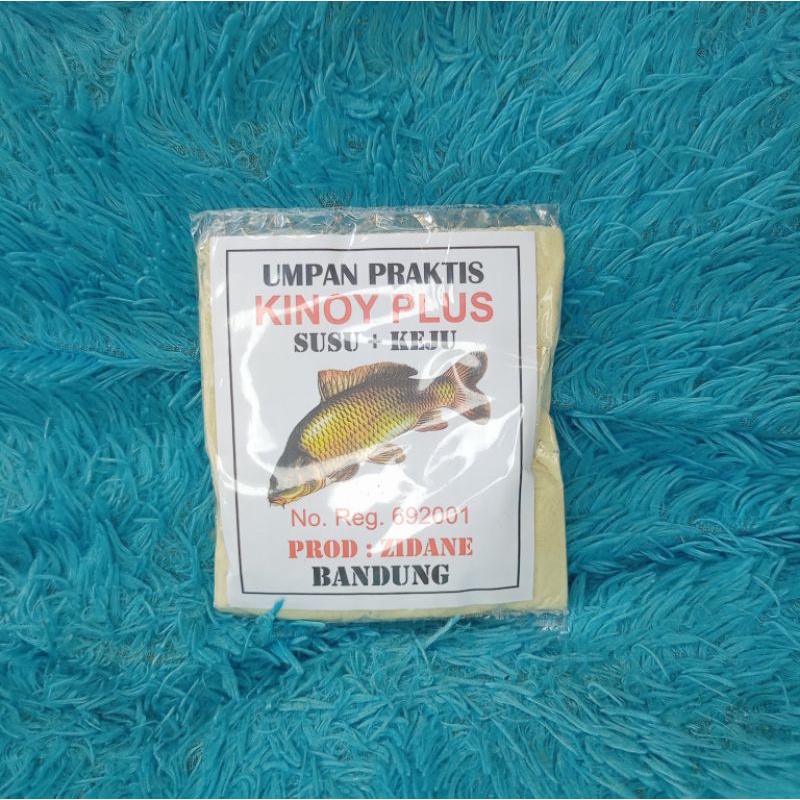 UMPAN PRAKTIS
KINOY PLUS
SUSU + KEJU
No. Reg. 692001
PROD : ZIDANE
BANDUNG